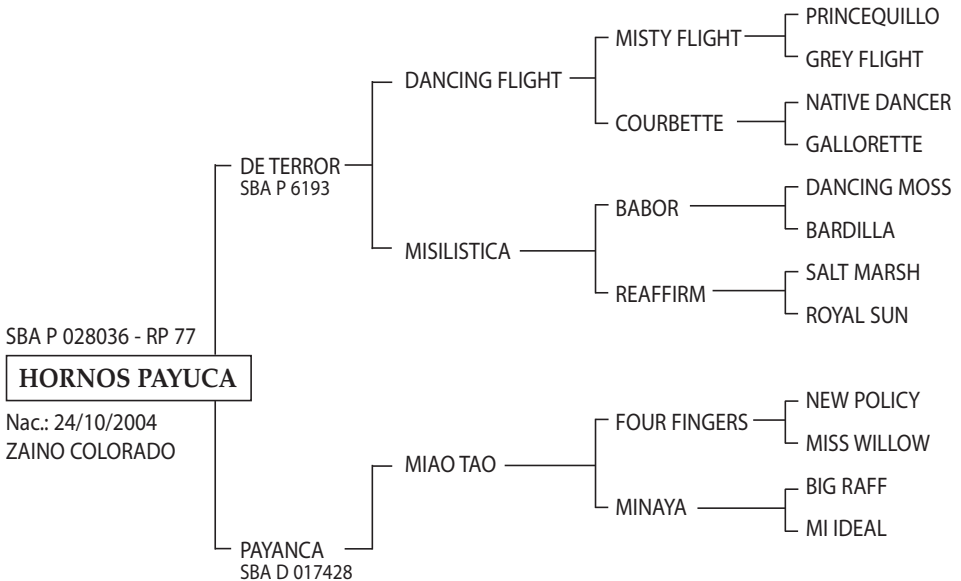 PRINCEQUILLO
MISTY FLIGHT
GREY FLIGHT
DANCING FLIGHT
NATIVE DANCER
COURBETTE
GALLORETTE
DE TERROR
SBA P 6193
DANCING MOSS
BABOR
BARDILLA
MISILISTICA
SALT MARSH
REAFFIRM
ROYAL SUN
SBA P 028036 - RP 77
HORNOS PAYUCA
Nac.: 24/10/2004
ZAINO COLORADO
NEW POLICY
FOUR FINGERS
MISS WILLOW
MIAO TAO
BIG RAFF
MINAYA
MI IDEAL
PAYANCA
SBA D 017428